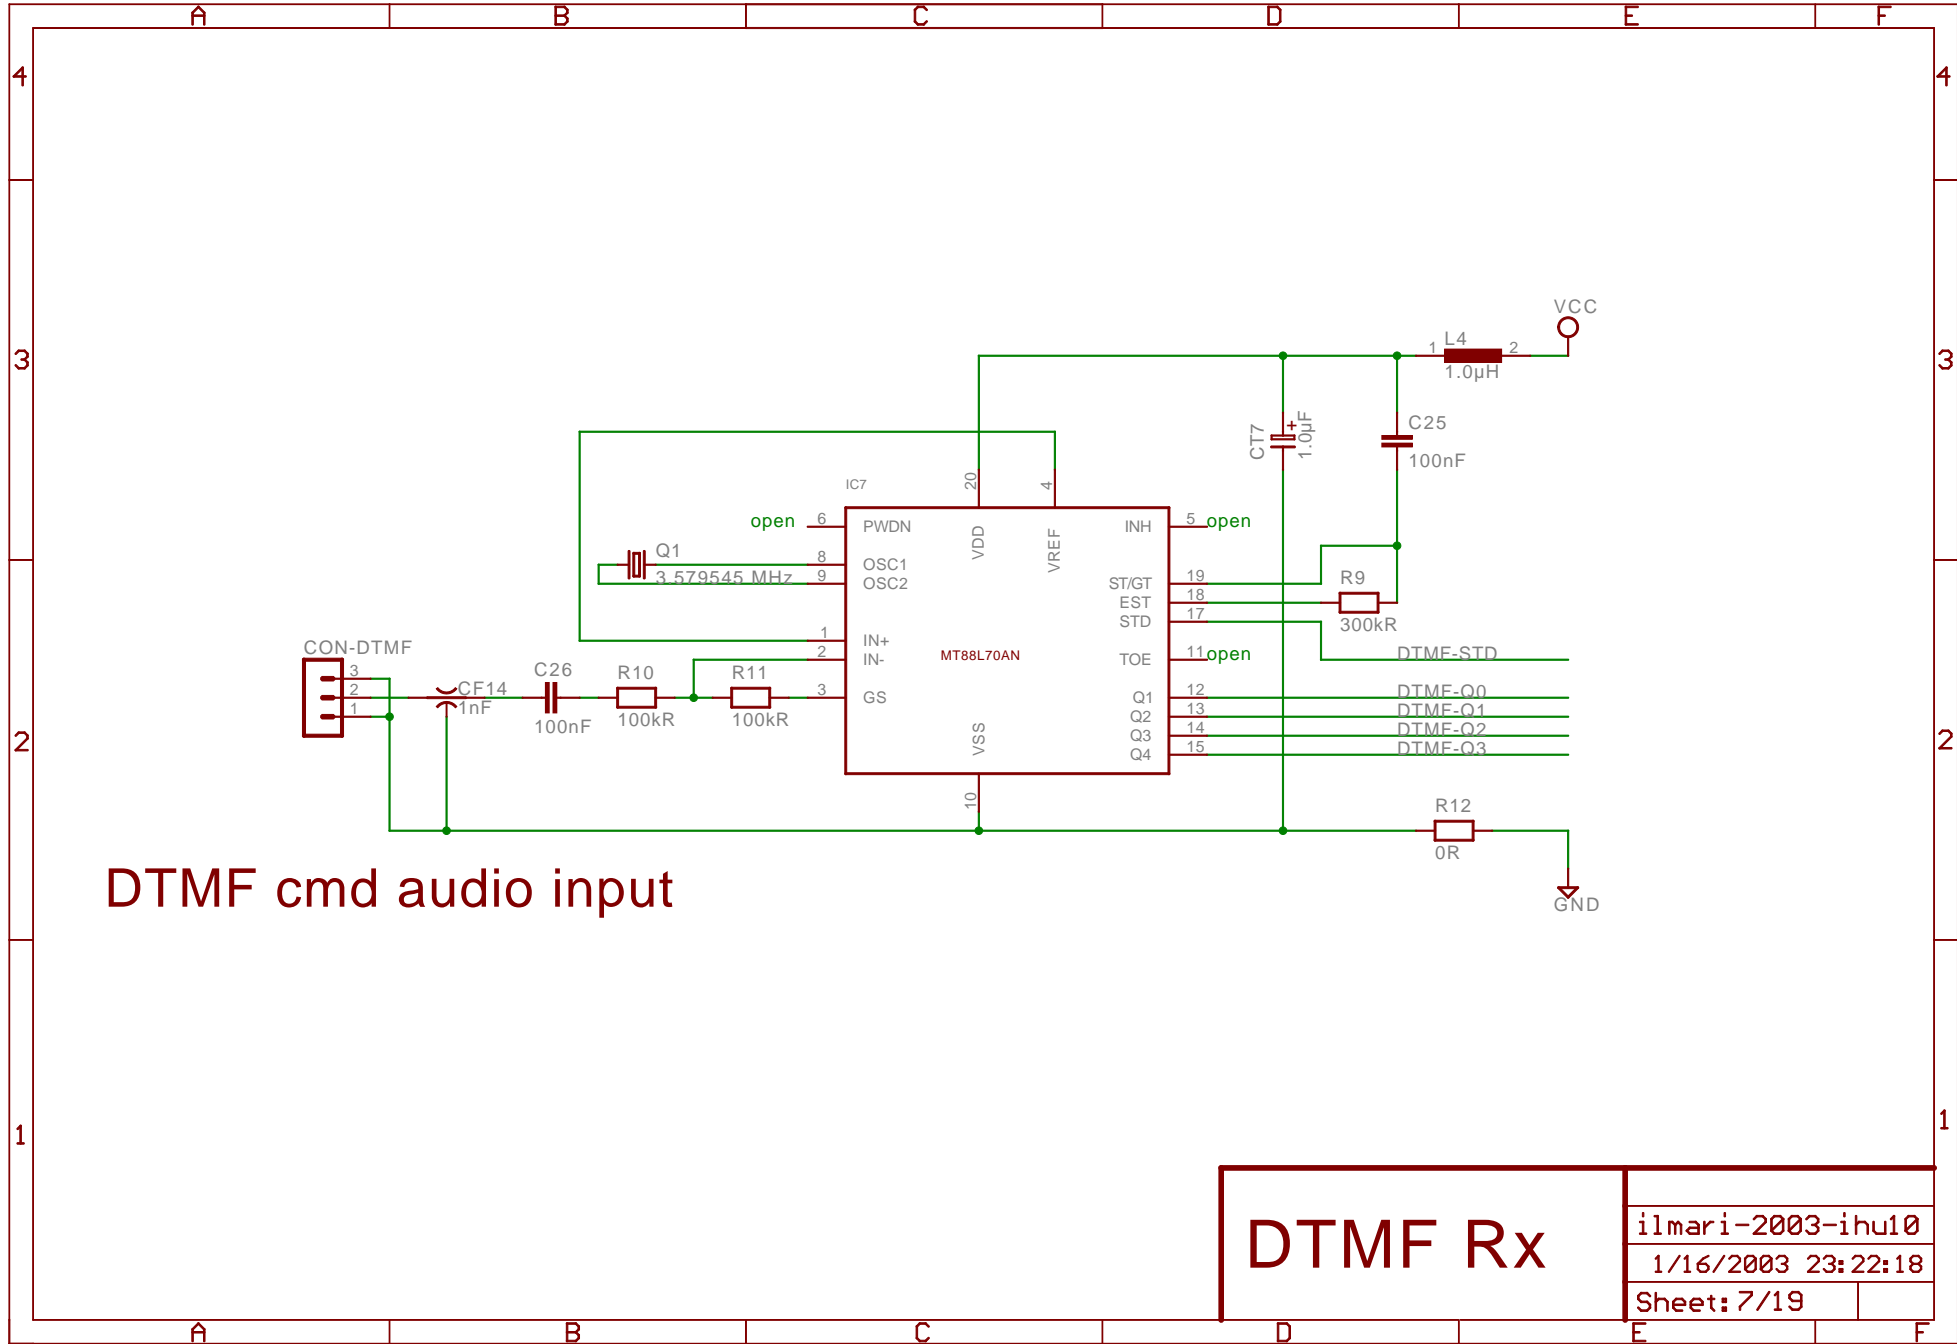 A B C D E F
4 4
VCC
L4
1 2
3 3
1.0µH
CT7
+
1.0µF
C25
100nF
IC7
20
4
open 6 PWDN
VDD
VREF
INH 5 open
Q1
3.579545 MHz
8 OSC1
9 OSC2
ST/GT 19
EST 18
STD 17
R9
300kR
1 IN+
2 IN-
MT88L70AN
TOE 11 open
DTMF-STD
CON-DTMF
3
2
1
CF14
1nF
C26
100nF
R10
100kR
R11
100kR
3 GS
Q1 12 DTMF-Q0
Q2 13 DTMF-Q1
Q3 14 DTMF-Q2
Q4 15 DTMF-Q3
VSS
2 2
10
R12
0R
GND
DTMF cmd audio input
1 1
DTMF Rx
ilmari-2003-ihu10
1/16/2003 23:22:18
Sheet: 7/19
A B C D E F